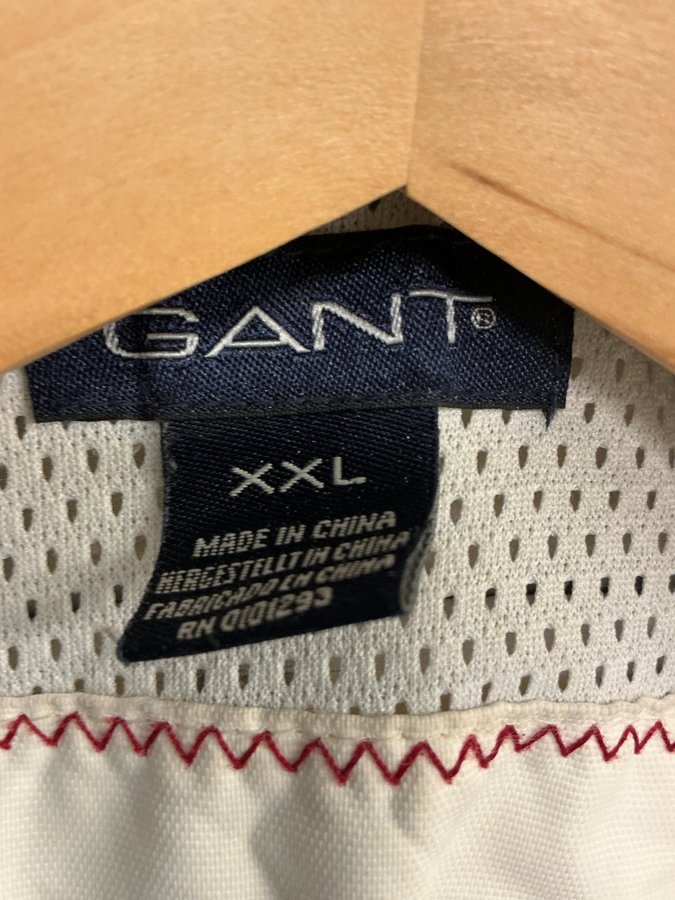 GANT®
XXL
MADE IN CHINA
HERGESTELLT IN CHINA
FABRICADO EN CHINA
RN 0101293